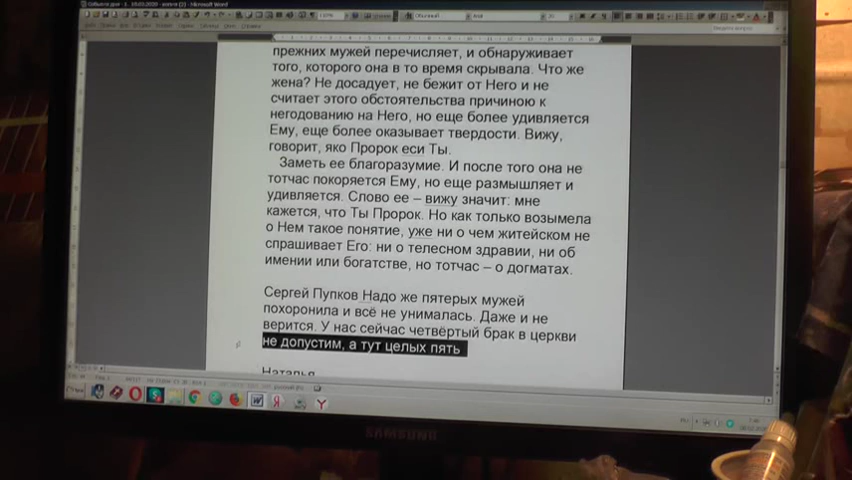 прежних мужей перечисляет, и обнаруживает
того, которого она в то время скрывала. Что же
жена? Не досадует, не бежит от Него и не
считает этого обстоятельства причиною к
негодованию на Него, но еще более удивляется
Ему, еще более оказывает твердости. Вижу,
говорит, яко Пророк еси Ты.
Заметь ее благоразумие. И после того она не
тотчас покоряется Ему, но еще размышляет и
удивляется. Слово ее – вижу значит: мне
кажется, что Ты Пророк. Но как только возымела
о Нем такое понятие, уже ни о чем житейском не
спрашивает Его: ни о телесном здравии, ни об
имении или богатстве, но тотчас – о догматах.
Сергей Пупков Надо же пятерых мужей
похоронила и всё не унималась. Даже и не
верится. У нас сейчас четвёртый брак в церкви
не допустим, а тут целых пять
Наталья
SAMSUNG